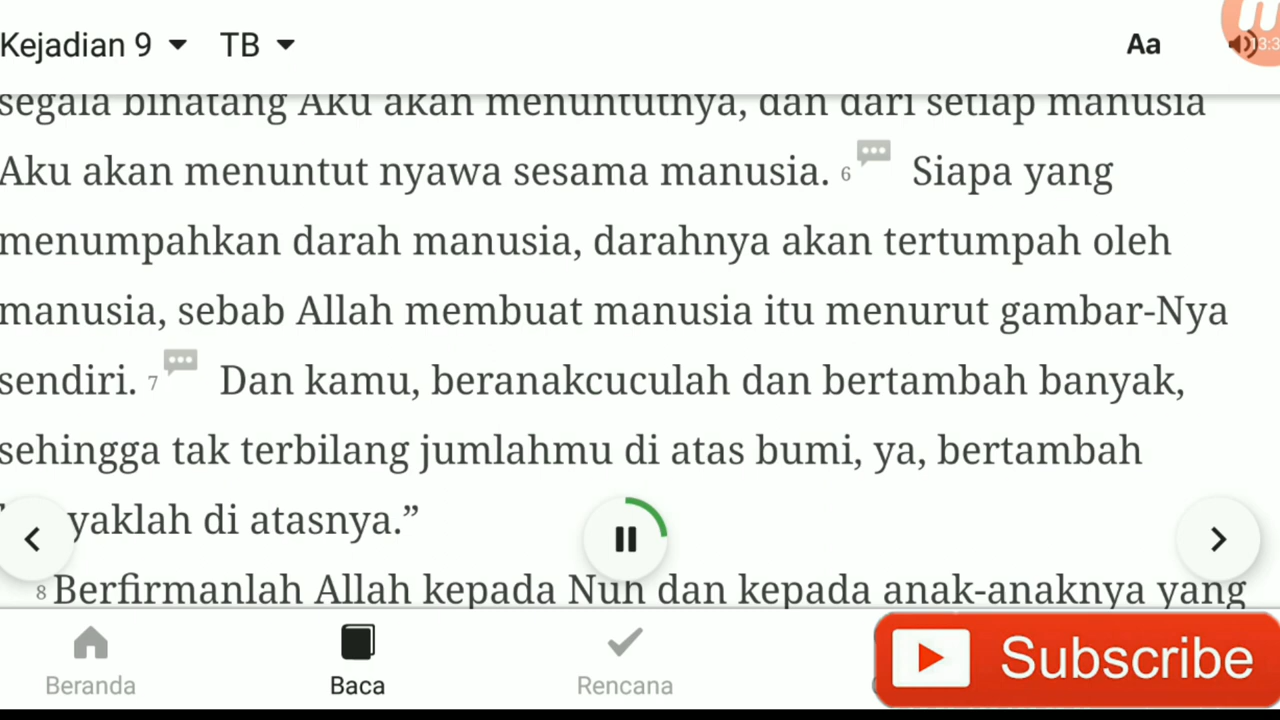 Kejadian 9 TB Aa
13:3
segala binatang Aku akan menuntutnya, dan dari setiap manusia
Aku akan menuntut nyawa sesama manusia. 6 Siapa yang
menumpahkan darah manusia, darahnya akan tertumpah oleh
manusia, sebab Allah membuat manusia itu menurut gambar-Nya
sendiri. 7 Dan kamu, beranakcuculah dan bertambah banyak,
sehingga tak terbilang jumlahmu di atas bumi, ya, bertambah
yaklah di atasnya.”
8 Berfirmanlah Allah kepada Nuh dan kepada anak-anaknya yang
Beranda Baca Rencana
Subscribe